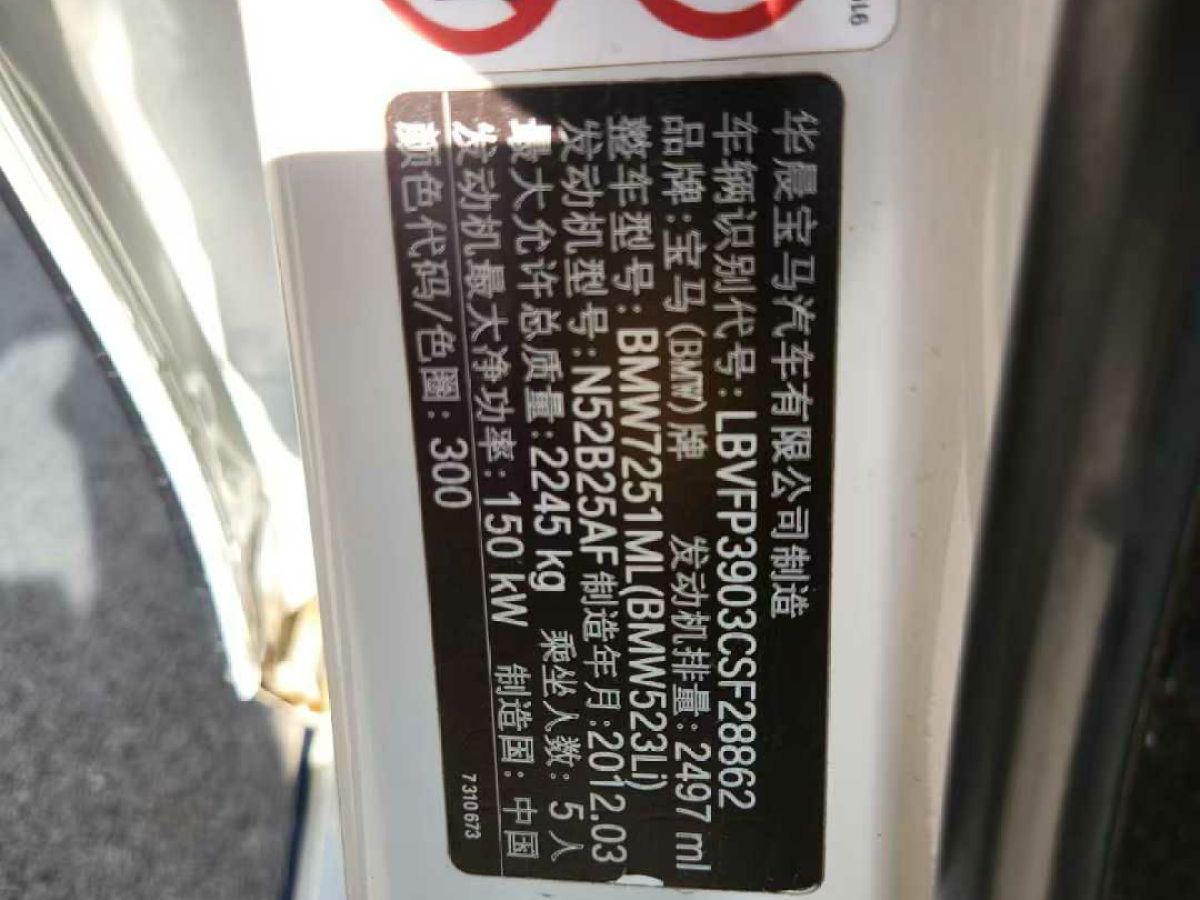 华晨宝马汽车有限公司制造
车辆识别代号:LBVFP3903CSF28862
品牌:宝马(BMW)牌 发动机排量:2497 ml
整车型号:BMW7251ML(BMW523Li)
发动机型号:N52B25AF 制造年月:2012.03
最大允许总质量:2245 kg 乘坐人数:5 人
发动机最大净功率:150 kW 制造国:中国
颜色代码/色圈:300
7310673